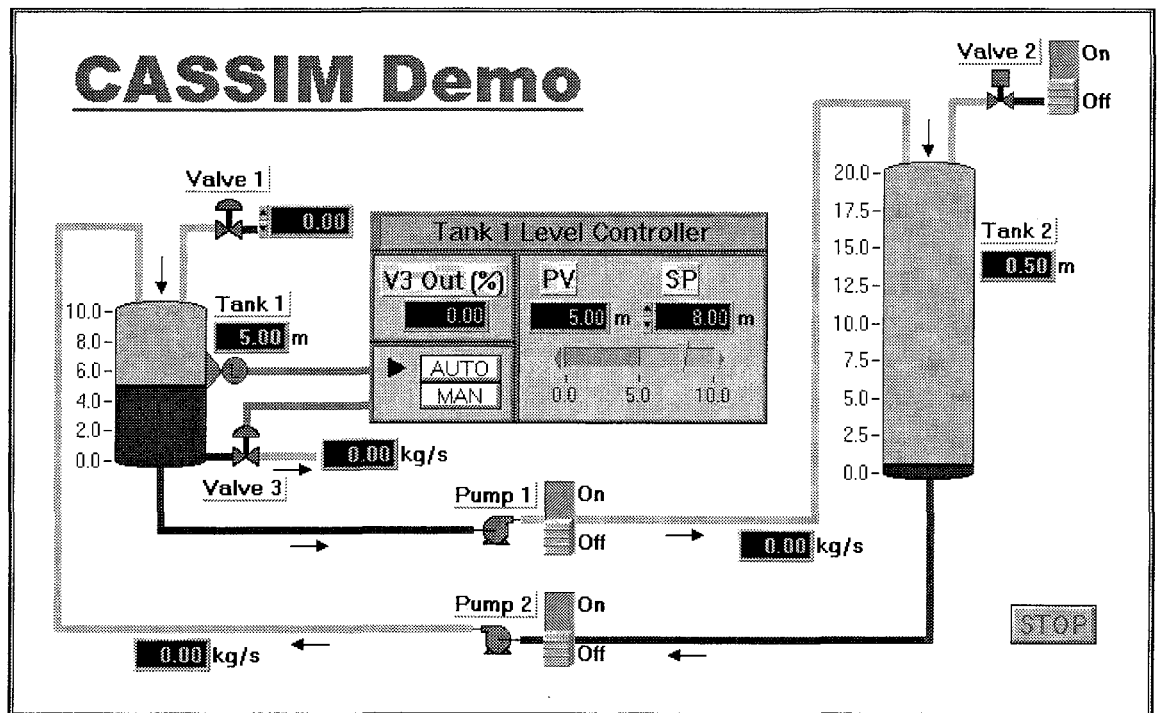 CASSIM Demo
Valve 2
On
Off
Valve 1
0.00
Tank 1 Level Controller
V3 Out (%)
0.00
PV
5.00 m
SP
8.00 m
AUTO
MAN
0.0 5.0 10.0
Tank 1
5.00 m
10.0
8.0
6.0
4.0
2.0
0.0
L
Valve 3
0.00 kg/s
20.0
17.5
15.0
12.5
10.0
7.5
5.0
2.5
0.0
Tank 2
0.50 m
Pump 1
On
Off
0.00 kg/s
Pump 2
On
Off
0.00 kg/s
STOP